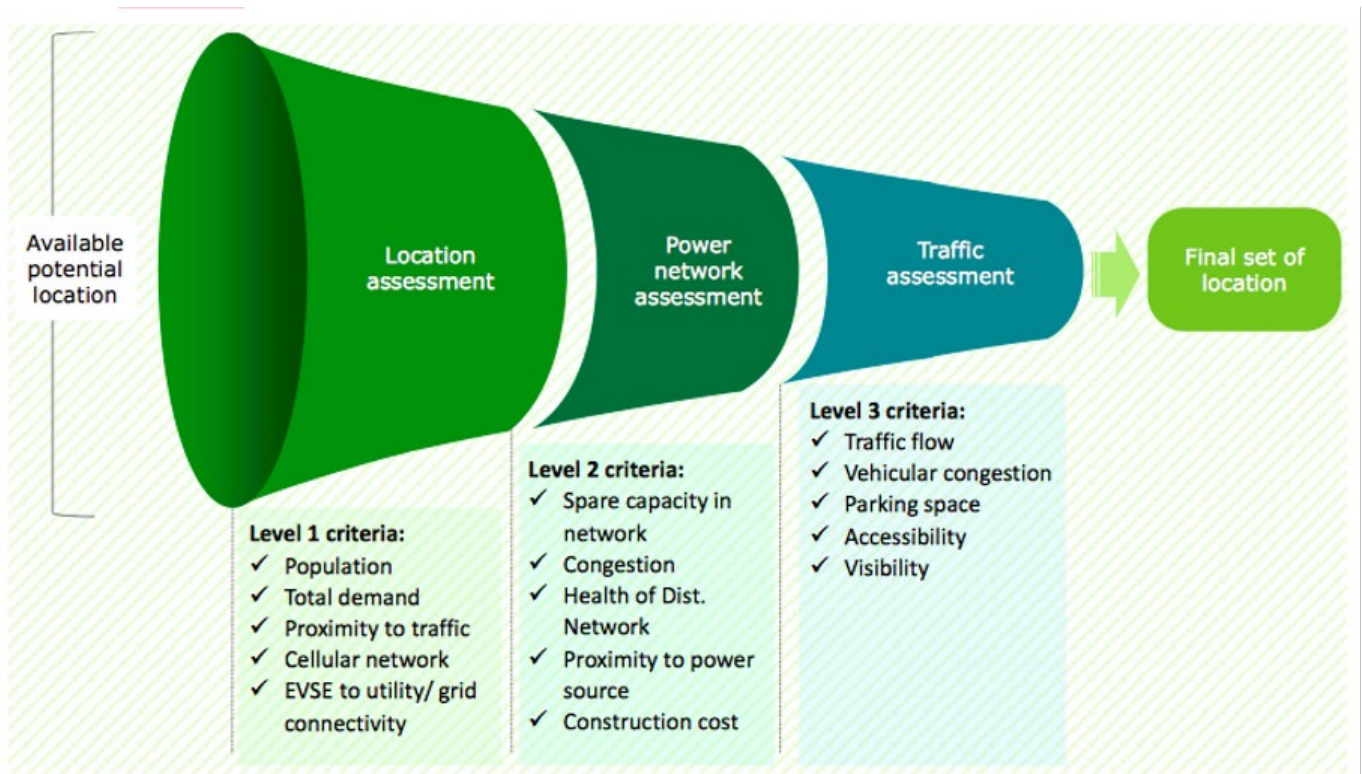 Available
potential
location
Location
assessment
Power
network
assessment
Traffic
assessment
Final set of
location
Level 1 criteria:
✓ Population
✓ Total demand
✓ Proximity to traffic
✓ Cellular network
✓ EVSE to utility/ grid
connectivity
Level 2 criteria:
✓ Spare capacity in
network
✓ Congestion
✓ Health of Dist.
Network
✓ Proximity to power
source
✓ Construction cost
Level 3 criteria:
✓ Traffic flow
✓ Vehicular congestion
✓ Parking space
✓ Accessibility
✓ Visibility